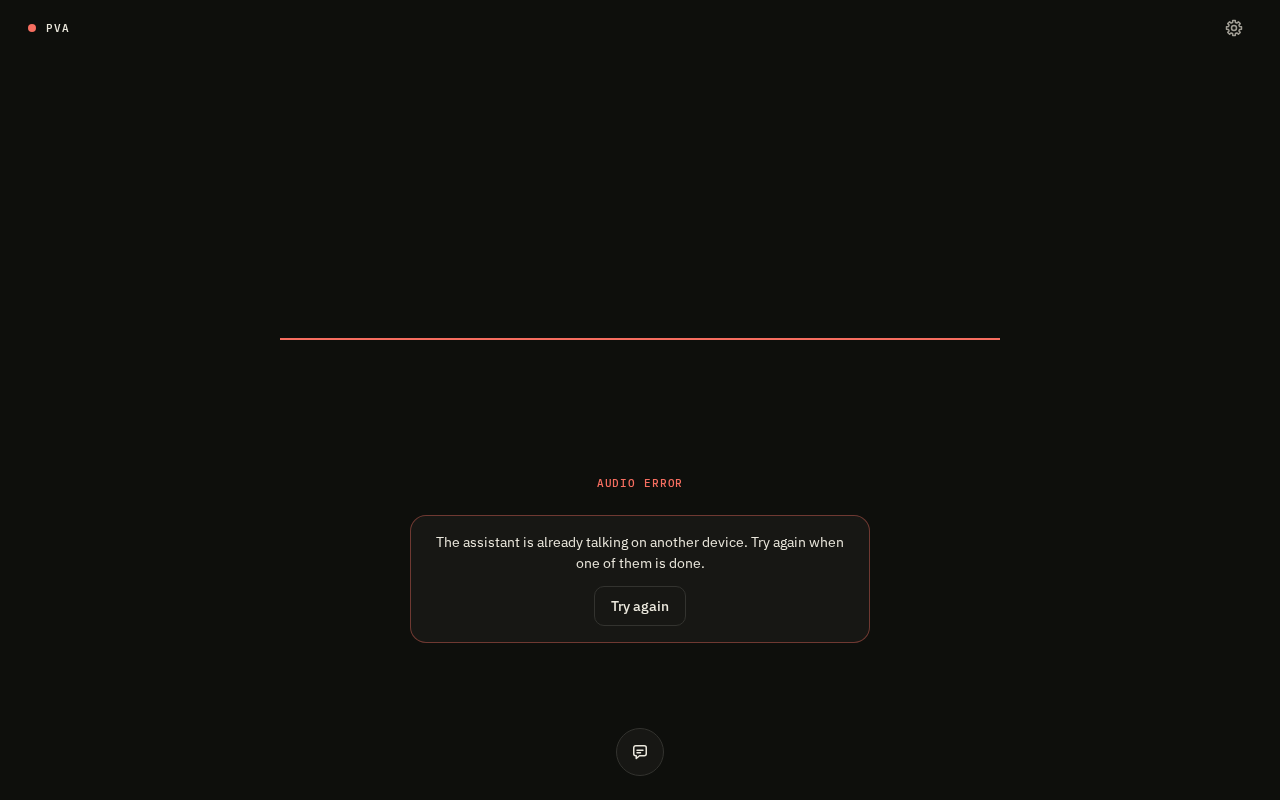 PVA
AUDIO ERROR
The assistant is already talking on another device. Try again when
one of them is done.
Try again